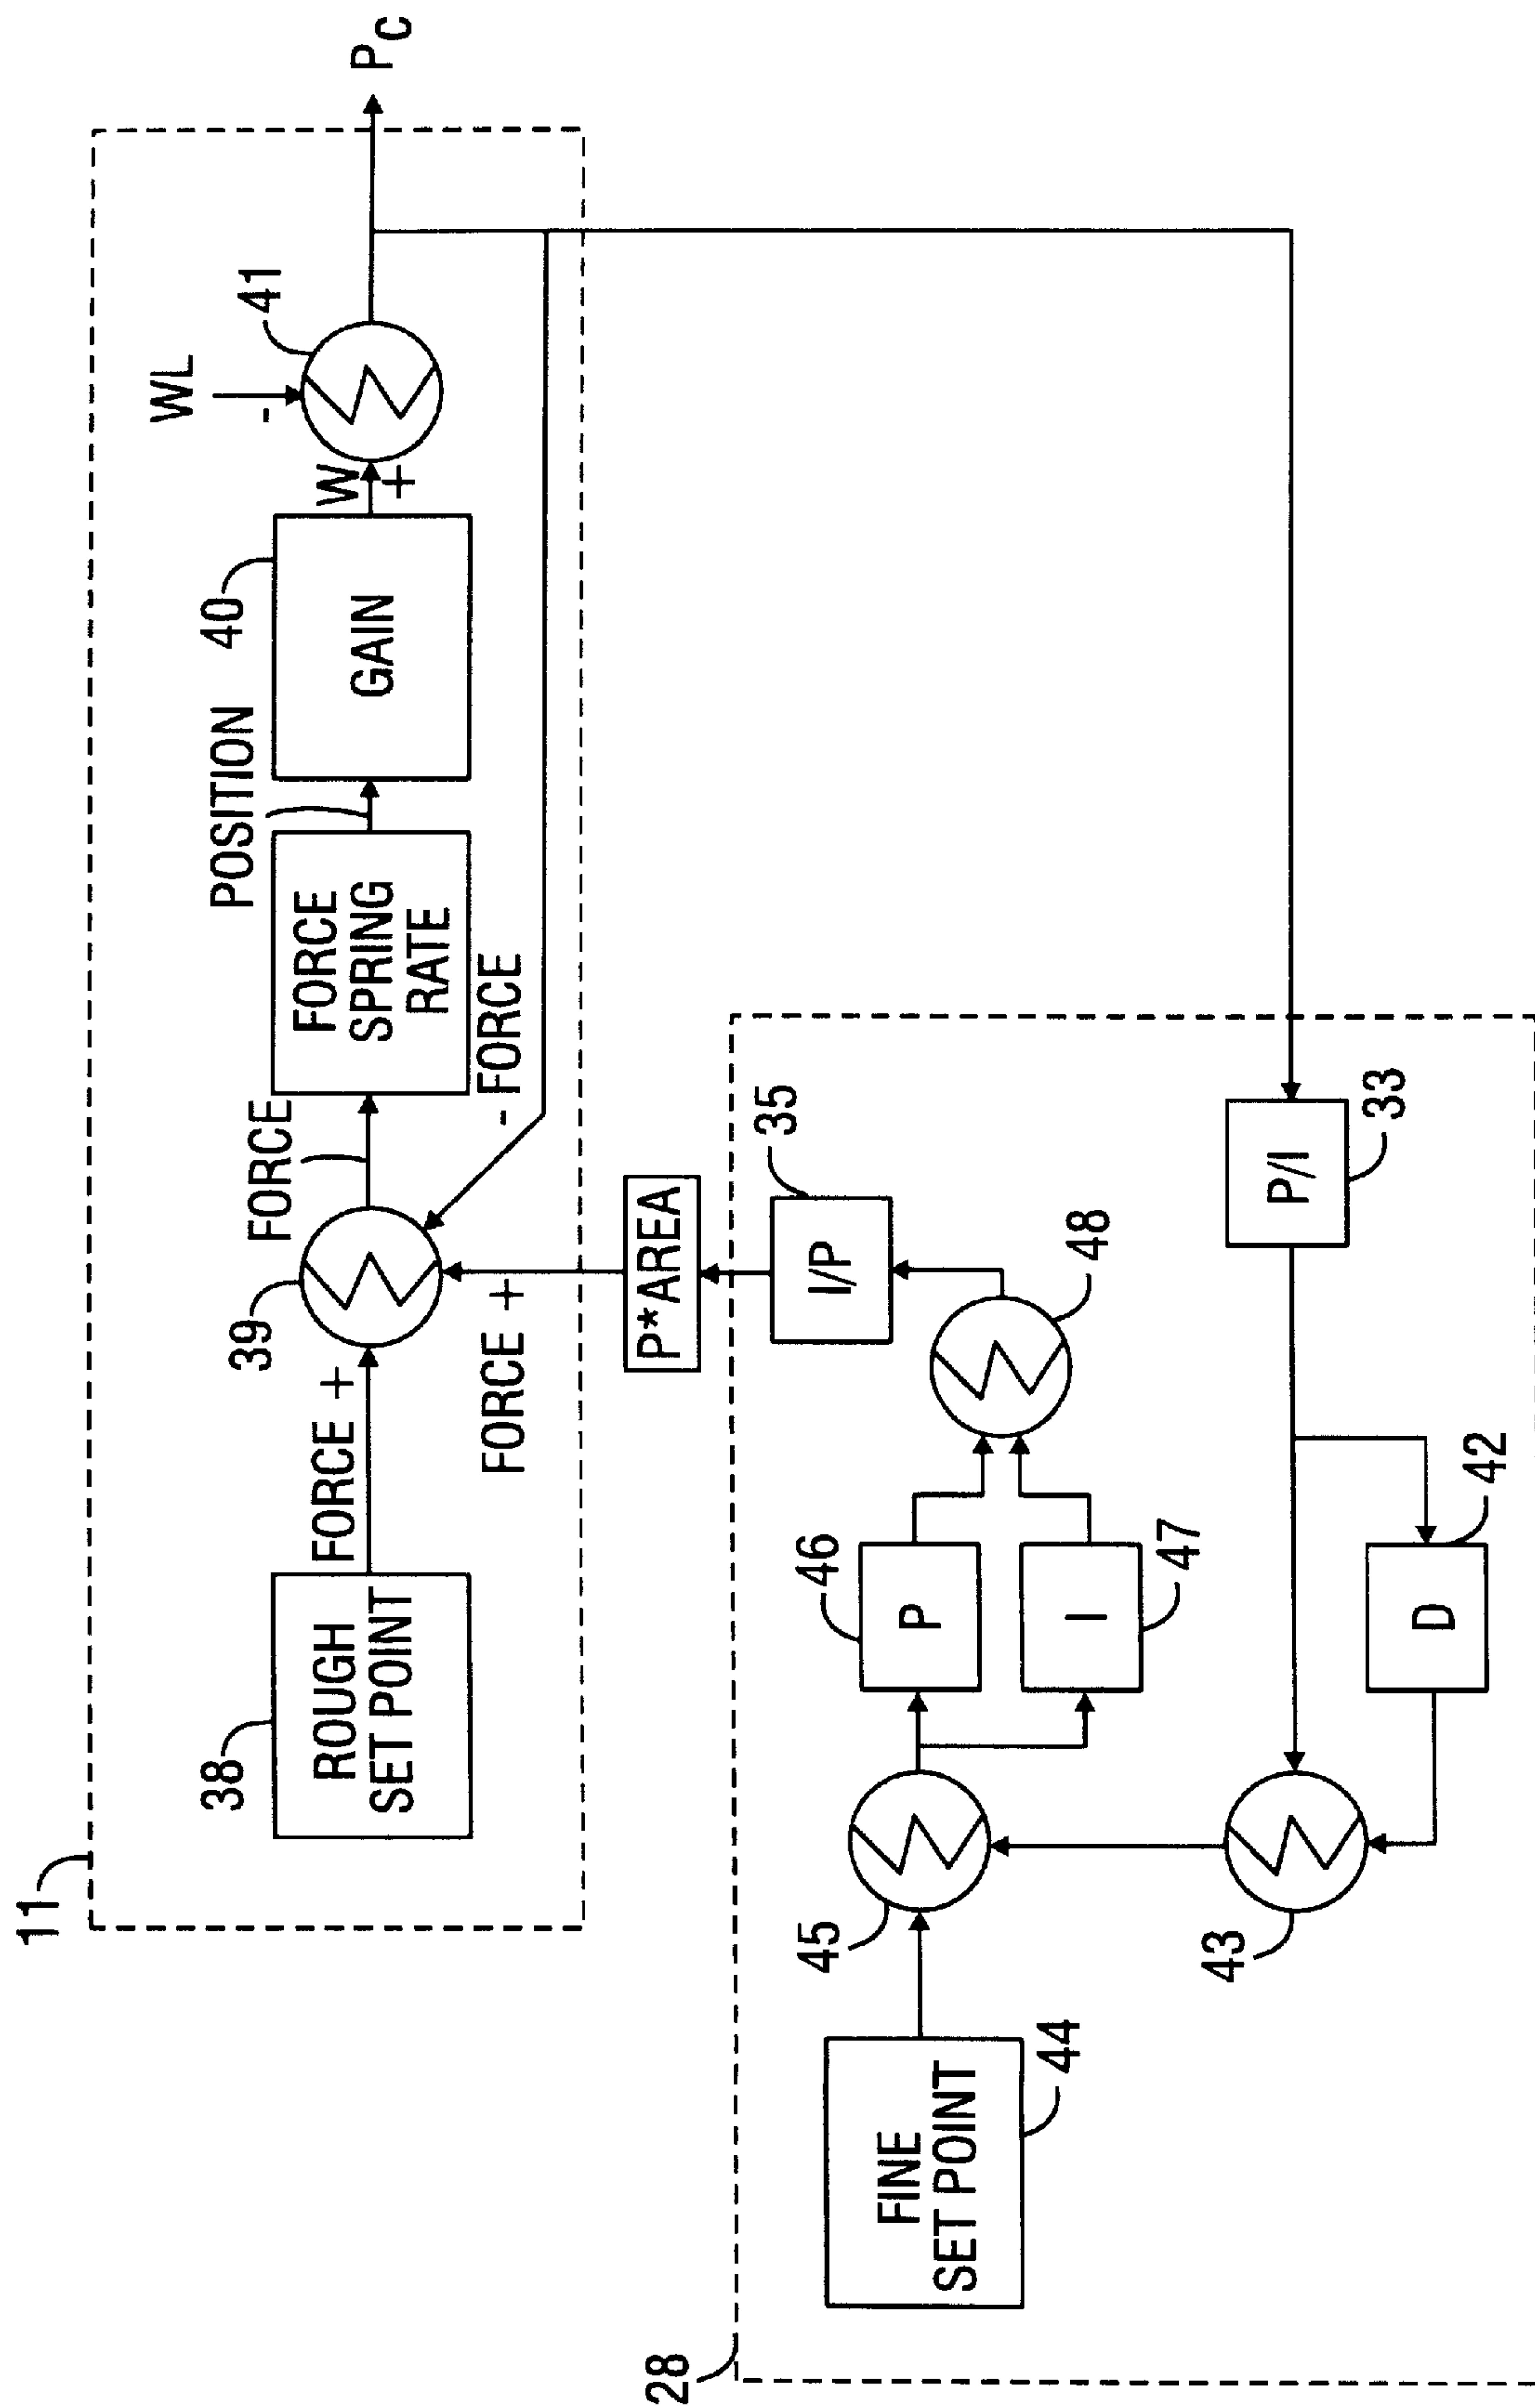 11
38
ROUGH
SET POINT
FORCE +
39
FORCE
FORCE
SPRING
RATE
POSITION
40
GAIN
W
+
WL
-
41
PC
- FORCE
FORCE +
P*AREA
28
FINE
SET POINT
44
45
46
P
I
47
48
35
I/P
P/I
33
43
D
42